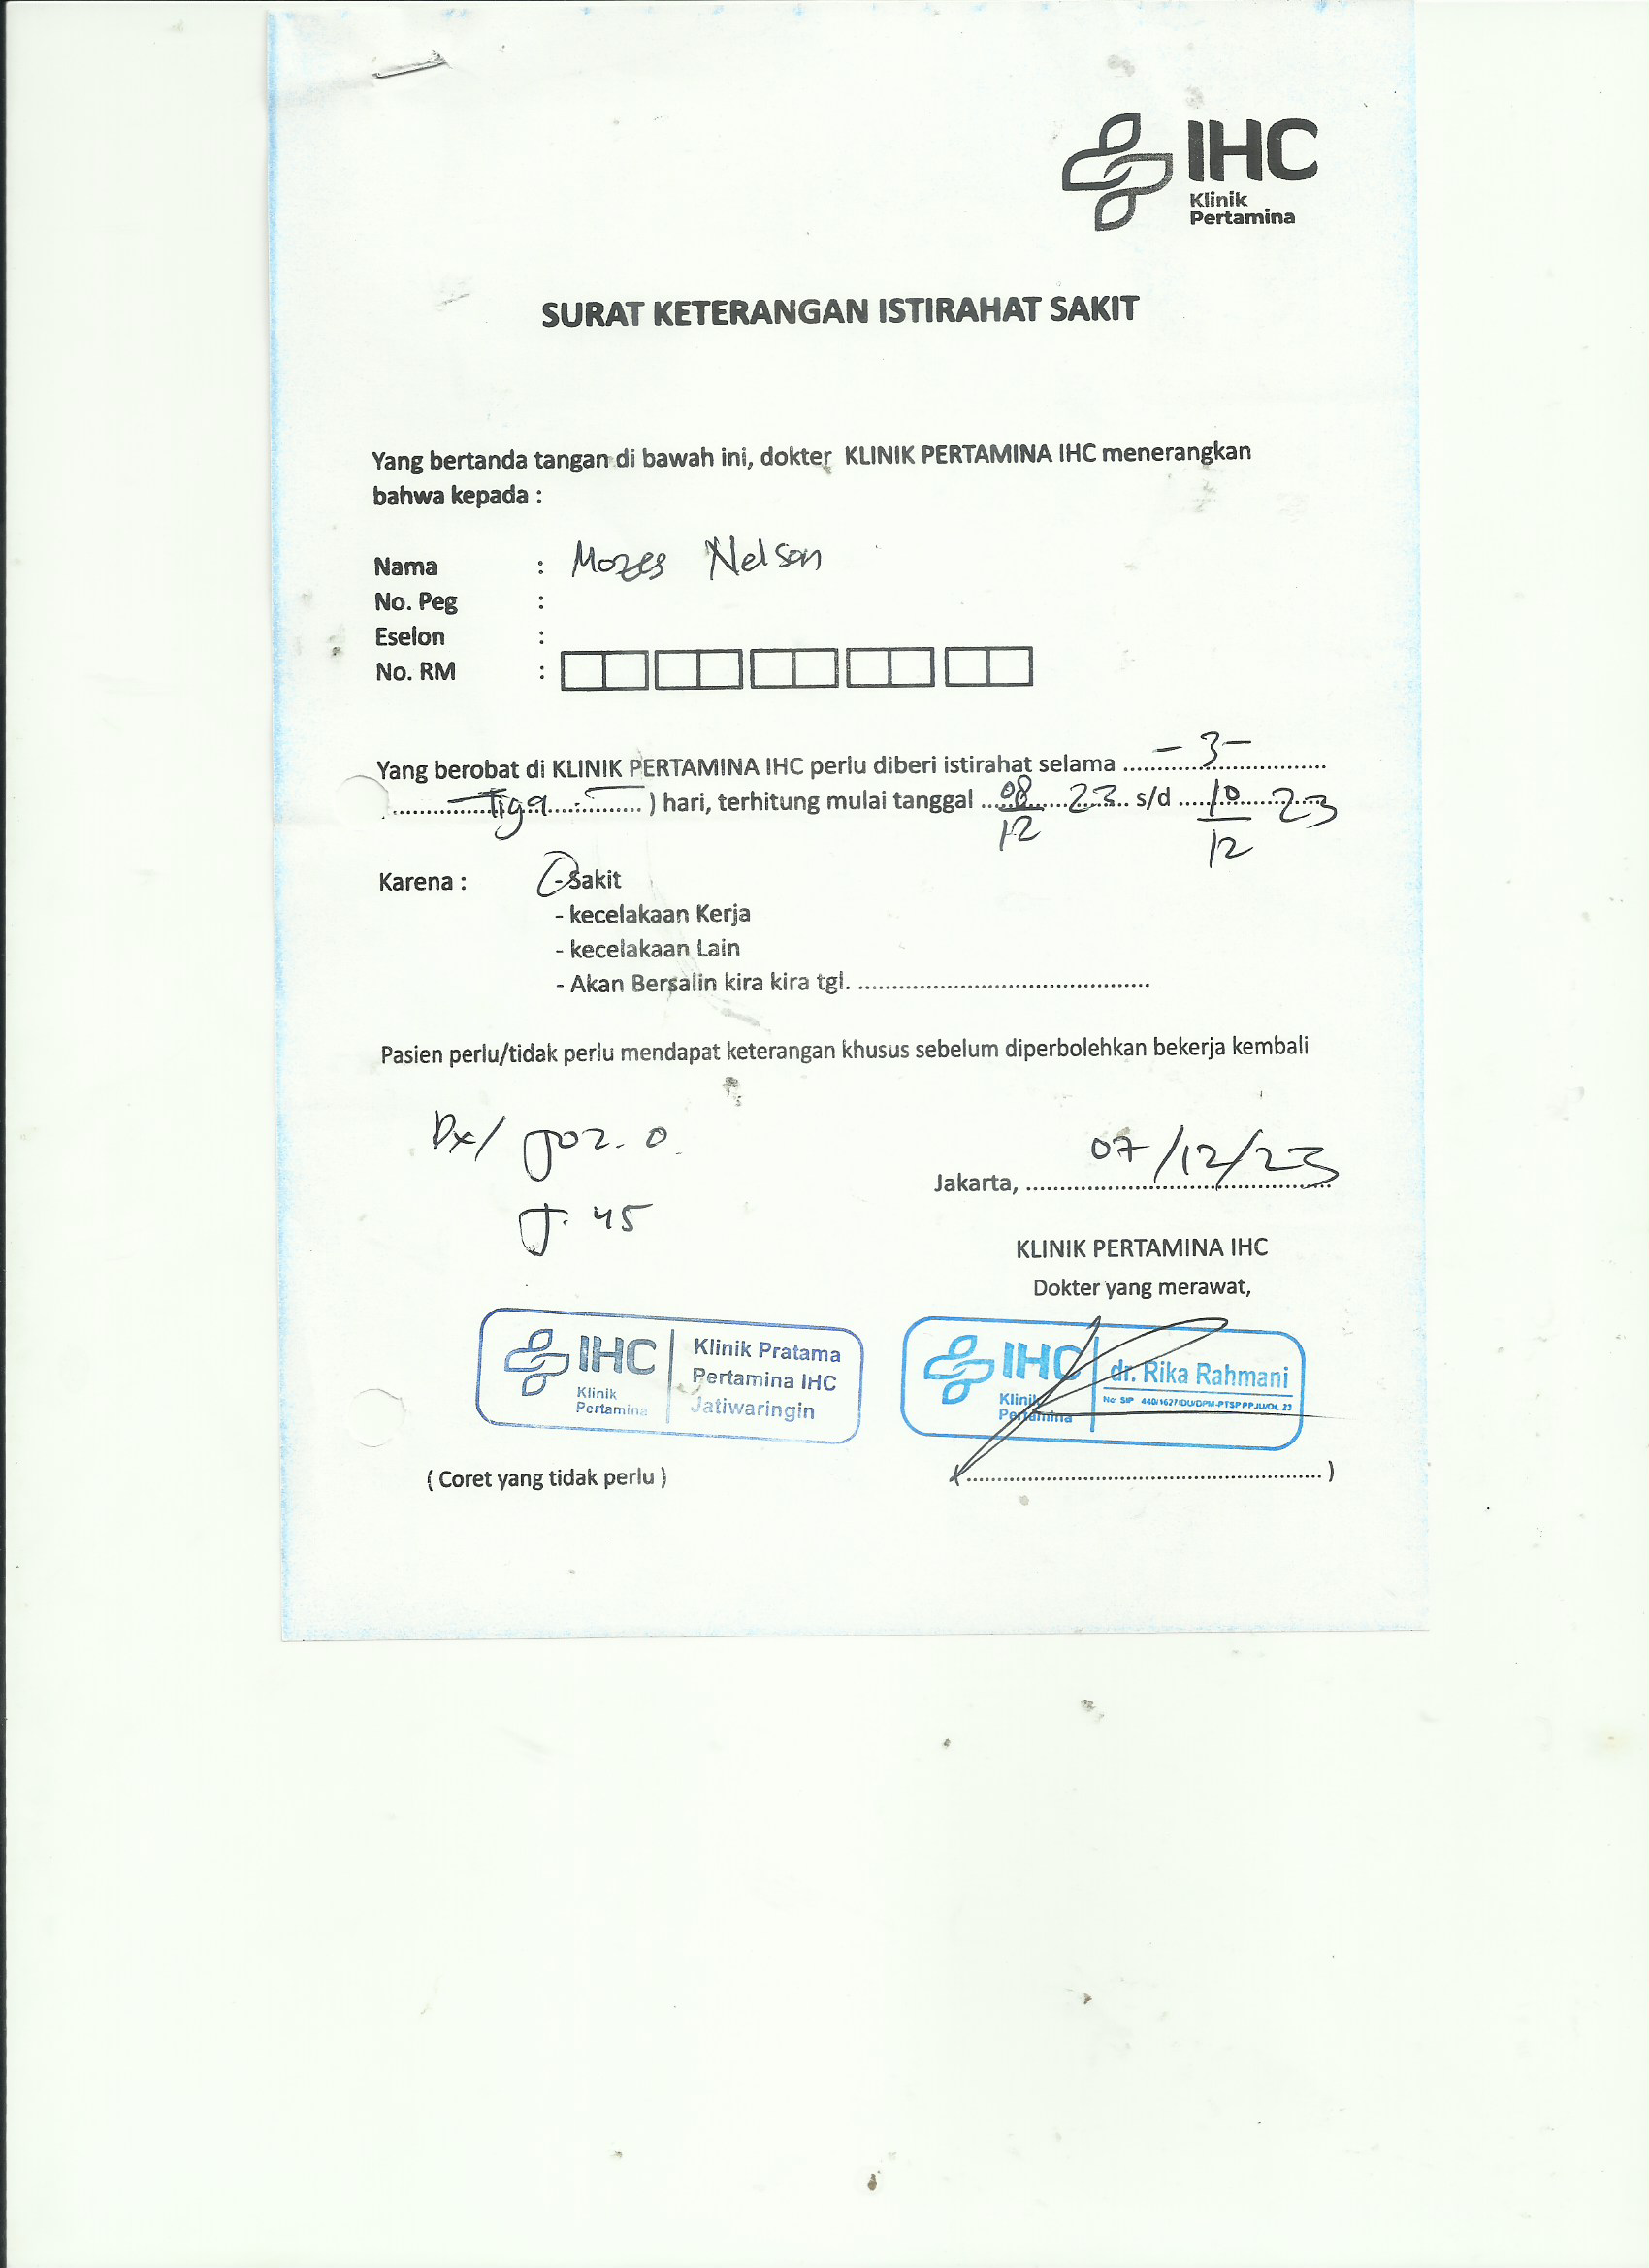 IHC
Klinik
Pertamina
SURAT KETERANGAN ISTIRAHAT SAKIT
Yang bertanda tangan di bawah ini, dokter KLINIK PERTAMINA IHC menerangkan
bahwa kepada :
Nama : Mozes Nelson
No. Peg :
Eselon :
No. RM :
Yang berobat di KLINIK PERTAMINA IHC perlu diberi istirahat selama ..... - 3 - .....
..... Tiga ..... ) hari, terhitung mulai tanggal 08/12 23 s/d 10/12 23
Karena : - Sakit
- kecelakaan Kerja
- kecelakaan Lain
- Akan Bersalin kira kira tgl. .....
Pasien perlu/tidak perlu mendapat keterangan khusus sebelum diperbolehkan bekerja kembali
Dx/ J02.0
J.45
Jakarta, 07/12/23
KLINIK PERTAMINA IHC
Dokter yang merawat,
IHC Klinik Pertamina
Klinik Pratama
Pertamina IHC
Jatiwaringin
IHC Klinik Pertamina
dr. Rika Rahmani
No SIP 440/1627/DU/DPM-PTSP PPJU/OL 23
( Coret yang tidak perlu )
(..... )